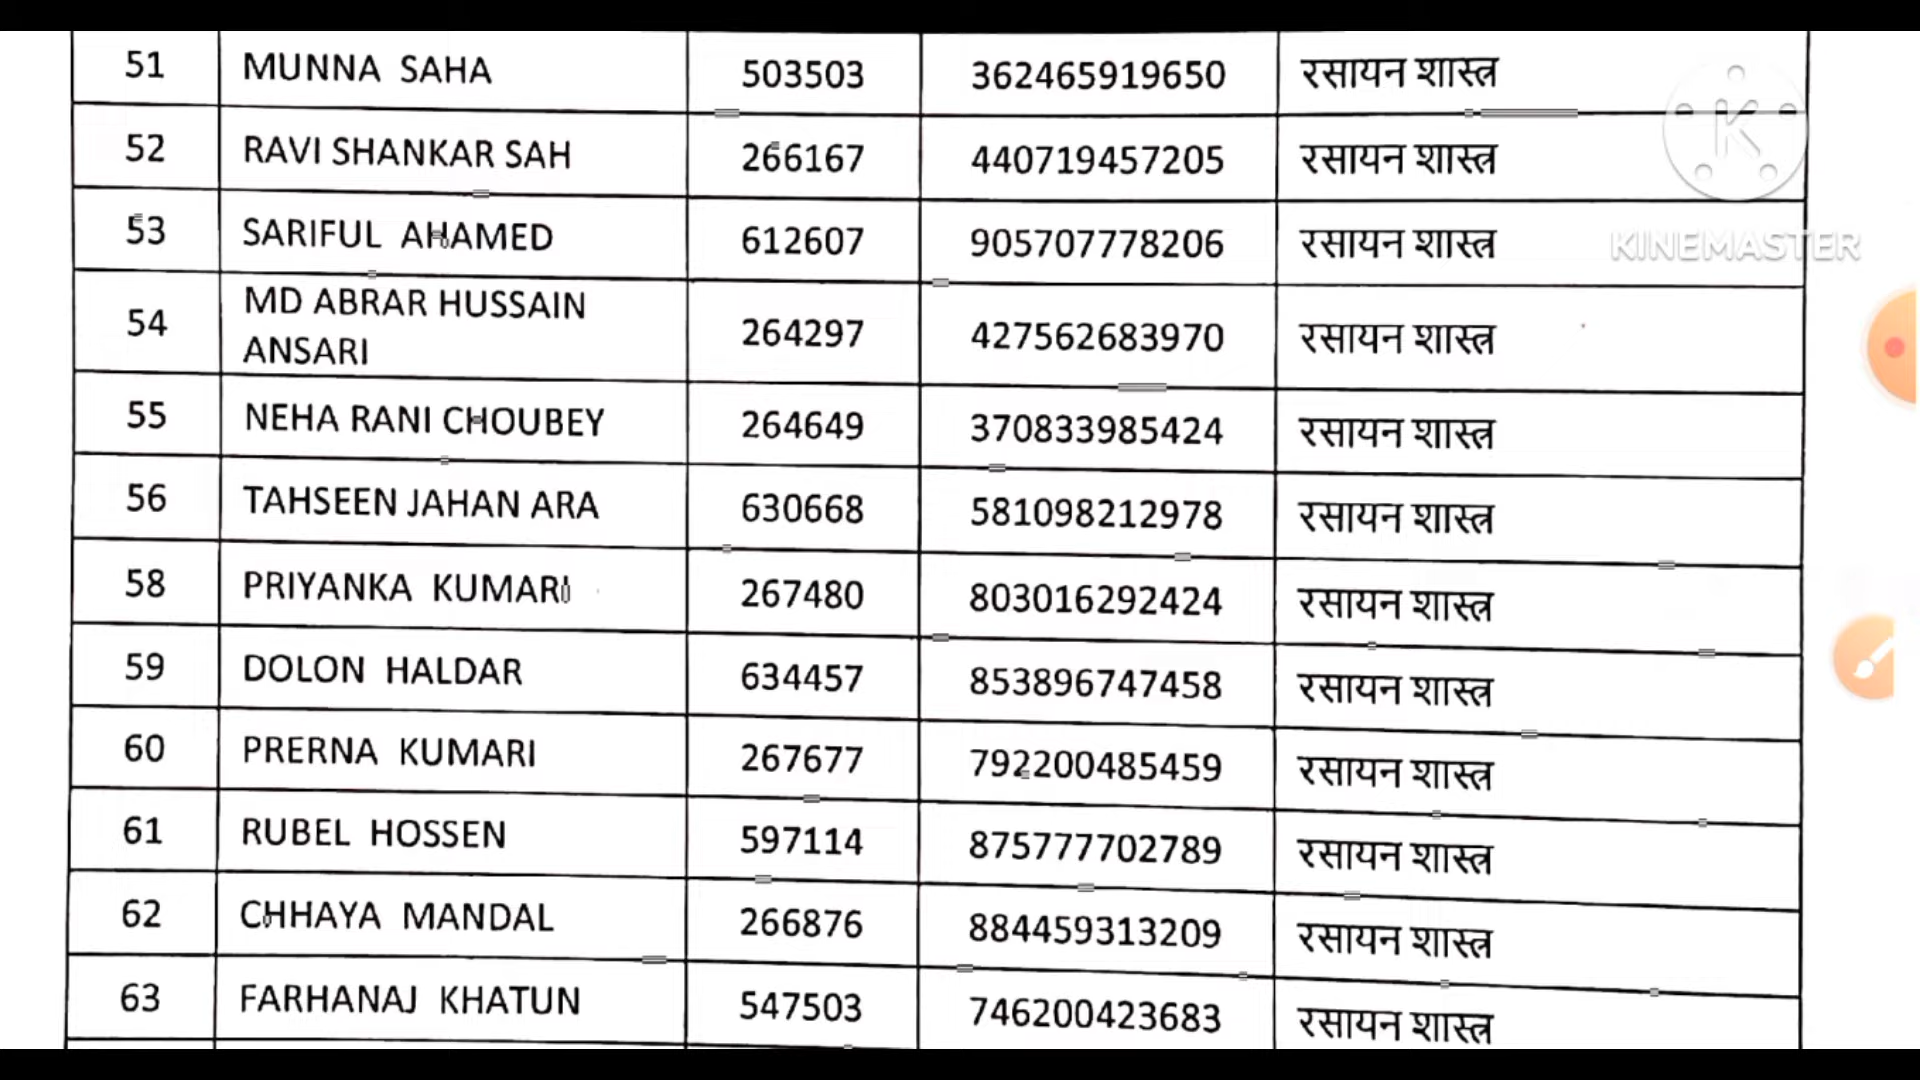 51 MUNNA SAHA 503503 362465919650 रसायन शास्त्र
52 RAVI SHANKAR SAH 266167 440719457205 रसायन शास्त्र
53 SARIFUL AHAMED 612607 905707778206 रसायन शास्त्र
KINEMASTER
54 MD ABRAR HUSSAIN
ANSARI 264297 427562683970 रसायन शास्त्र
55 NEHA RANI CHOUBEY 264649 370833985424 रसायन शास्त्र
56 TAHSEEN JAHAN ARA 630668 581098212978 रसायन शास्त्र
58 PRIYANKA KUMARI 267480 803016292424 रसायन शास्त्र
59 DOLON HALDAR 634457 853896747458 रसायन शास्त्र
60 PRERNA KUMARI 267677 792200485459 रसायन शास्त्र
61 RUBEL HOSSEN 597114 875777702789 रसायन शास्त्र
62 CHHAYA MANDAL 266876 884459313209 रसायन शास्त्र
63 FARHANAJ KHATUN 547503 746200423683 रसायन शास्त्र